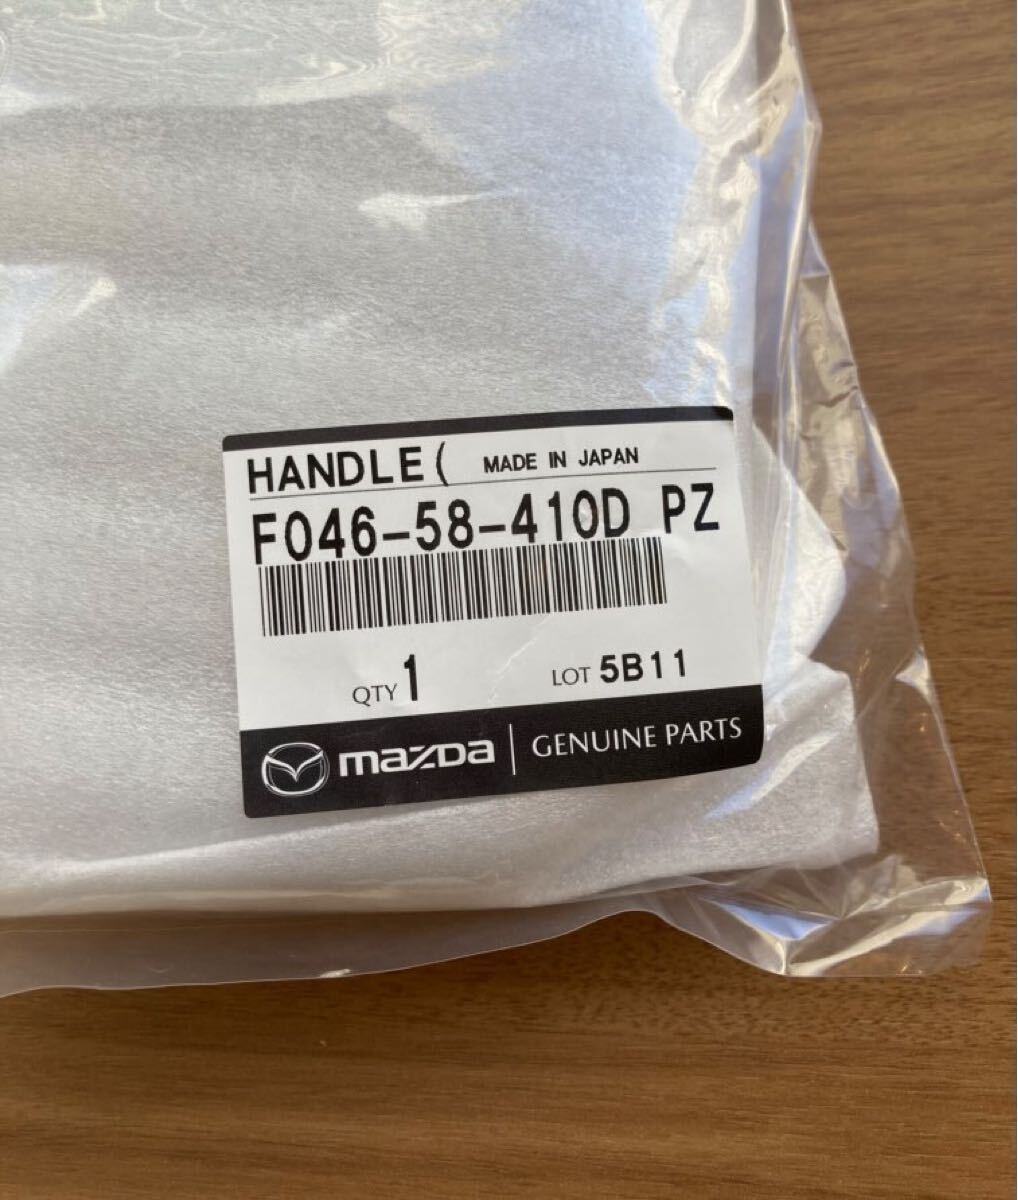 HANDLE( MADE IN JAPAN
F046-58-410D PZ
QTY 1 LOT 5B11
mazda GENUINE PARTS